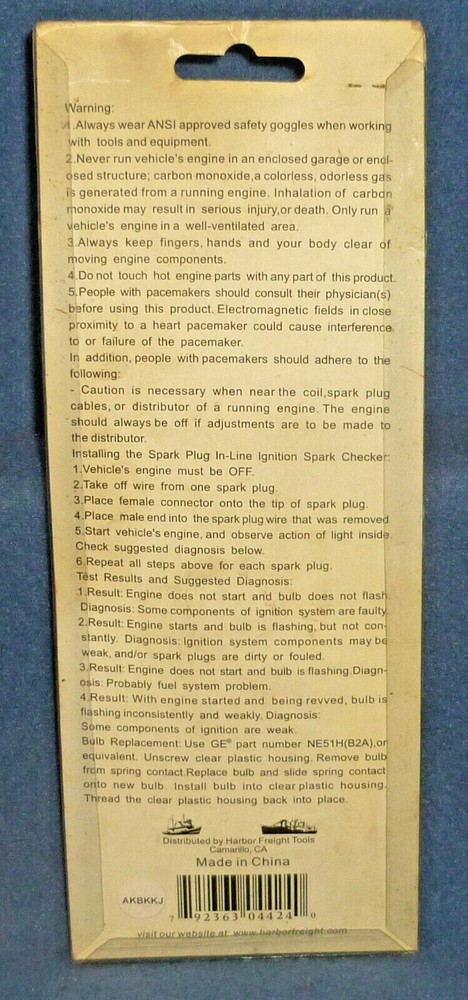 Warning:
1.Always wear ANSI approved safety goggles when working
with tools and equipment.
2.Never run vehicle's engine in an enclosed garage or encl-
osed structure; carbon monoxide,a colorless, odorless gas
is generated from a running engine. Inhalation of carbon
monoxide may result in serious injury,or death. Only run a
vehicle's engine in a well-ventilated area.
3.Always keep fingers, hands and your body clear of
moving engine components.
4.Do not touch hot engine parts with any part of this product.
5.People with pacemakers should consult their physician(s)
before using this product. Electromagnetic fields in close
proximity to a heart pacemaker could cause interference
to or failure of the pacemaker.
In addition, people with pacemakers should adhere to the
following:
- Caution is necessary when near the coil,spark plug
cables, or distributor of a running engine. The engine
should always be off if adjustments are to be made to
the distributor.
Installing the Spark Plug In-Line Ignition Spark Checker:
1.Vehicle's engine must be OFF.
2.Take off wire from one spark plug.
3.Place female connector onto the tip of spark plug.
4.Place male end into the spark plug wire that was removed
5.Start vehicle's engine, and observe action of light inside.
Check suggested diagnosis below.
6.Repeat all steps above for each spark plug.
Test Results and Suggested Diagnosis:
1.Result: Engine does not start and bulb does not flash.
Diagnosis: Some components of ignition system are faulty.
2.Result: Engine starts and bulb is flashing, but not con-
stantly. Diagnosis: Ignition system components may be
weak, and/or spark plugs are dirty or fouled.
3.Result: Engine does not start and bulb is flashing.Diagn-
osis: Probably fuel system problem.
4.Result: With engine started and being revved, bulb is
flashing inconsistently and weakly. Diagnosis:
Some components of ignition are weak.
Bulb Replacement: Use GE® part number NE51H(B2A),or
equivalent. Unscrew clear plastic housing. Remove bulb
from spring contact.Replace bulb and slide spring contact
onto new bulb. Install bulb into clear plastic housing.
Thread the clear plastic housing back into place.
Distributed by Harbor Freight Tools
Camarillo, CA
Made in China
AKBKKJ
7 92363 04424 0
visit our website at: www.harborfreight.com